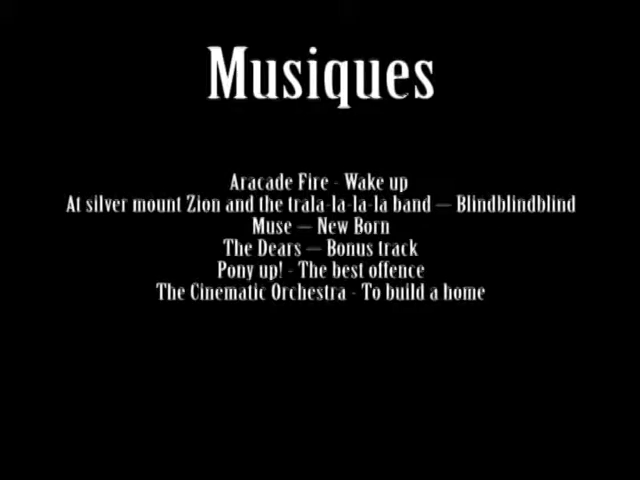 Musiques
Aracade Fire - Wake up
At silver mount Zion and the trala-la-la-la band – Blindblindblind
Muse – New Born
The Dears – Bonus track
Pony up! - The best offence
The Cinematic Orchestra - To build a home